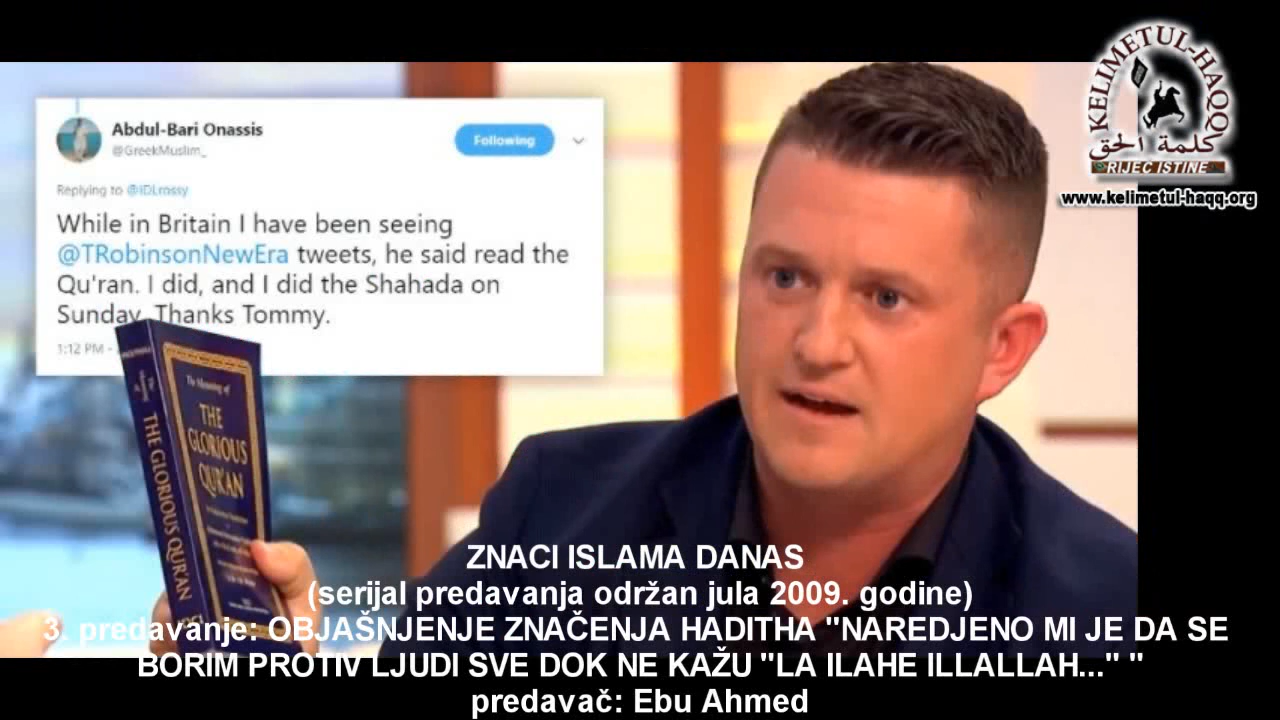 KELIMETUL-HAQQ
كلمة الحق
RIJEC ISTINE
www.kelimetul-haqq.org
Abdul-Bari Onassis
@GreekMuslim_
Following
Replying to @IDLrossy
While in Britain I have been seeing
@TRobinsonNewEra tweets, he said read the
Qu'ran. I did, and I did the Shahada on
Sunday. Thanks Tommy.
1:12 PM -
The Meaning of
THE
GLORIOUS
QUR'AN
THE GLORIOUS QUR'AN
ZNACI ISLAMA DANAS
(serijal predavanja održan jula 2009. godine)
3. predavanje: OBJAŠNJENJE ZNAČENJA HADITHA "NAREDJENO MI JE DA SE
BORIM PROTIV LJUDI SVE DOK NE KAŽU "LA ILAHE ILLALLAH..." "
predavač: Ebu Ahmed